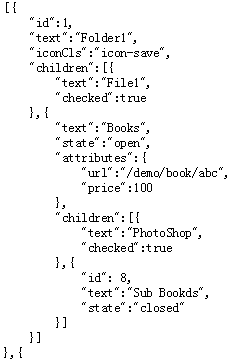 [{
    "id":1,
    "text":"Folder1",
    "iconCls":"icon-save",
    "children":[{
        "text":"File1",
        "checked":true
    },{
        "text":"Books",
        "state":"open",
        "attributes":{
            "url":"/demo/book/abc",
            "price":100
        },
        "children":[{
            "text":"PhotoShop",
            "checked":true
        },{
            "id": 8,
            "text":"Sub Bookds",
            "state":"closed"
        }]
    }]
},{